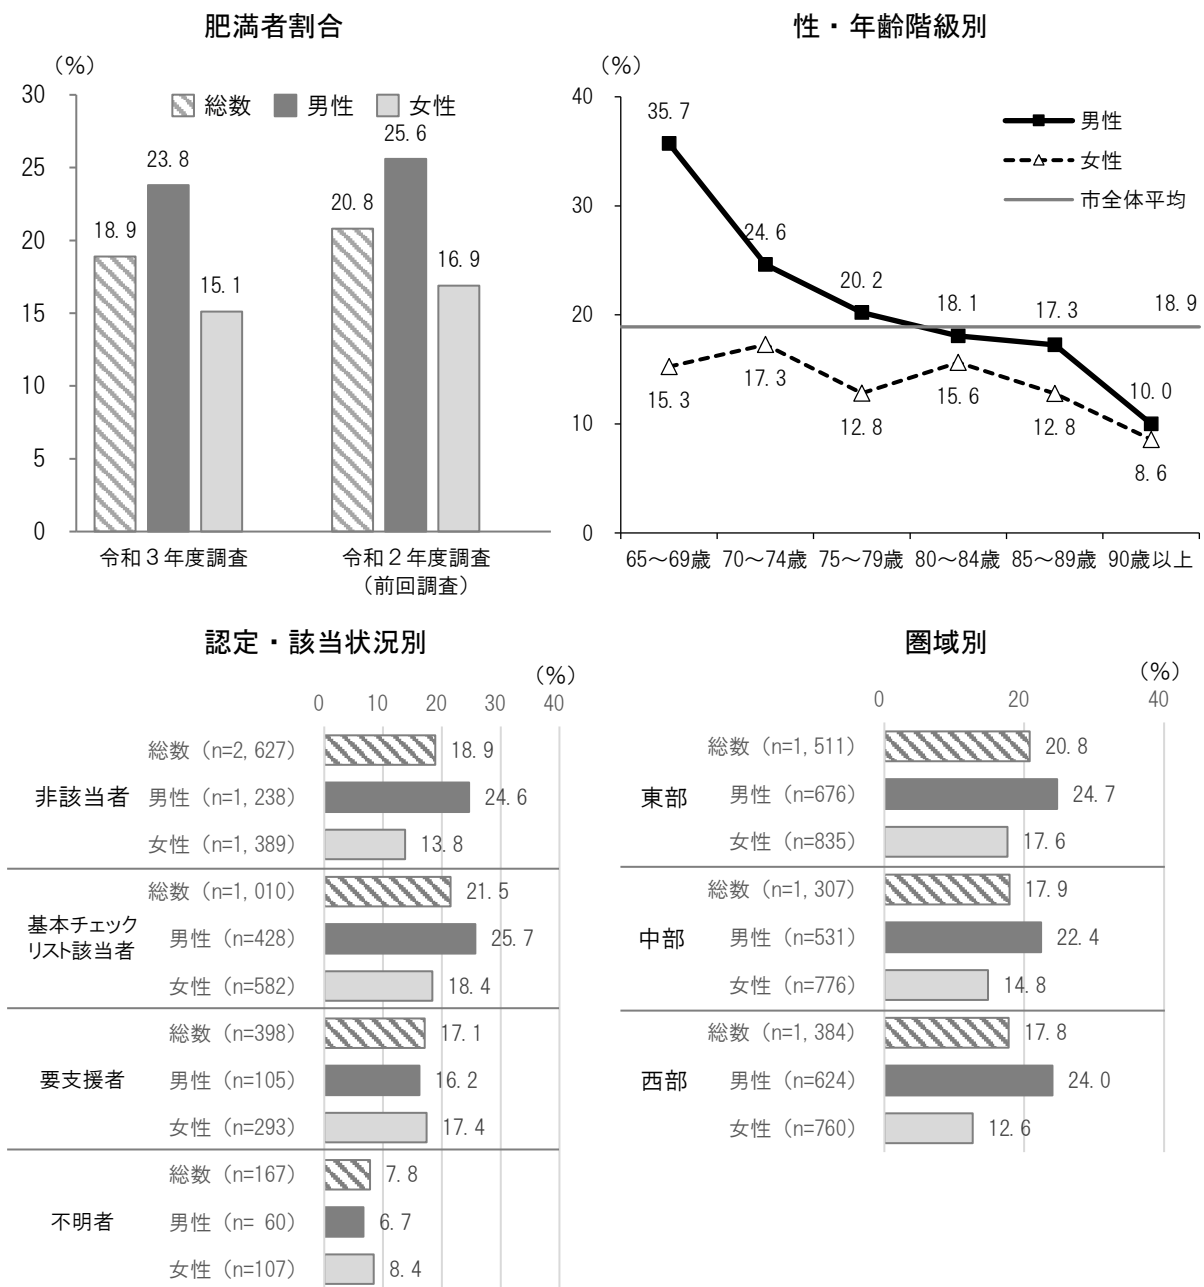 肥満者割合
（%）
30
25
20
15
10
5
0
総数 男性 女性
18.9
23.8
15.1
20.8
25.6
16.9
令和３年度調査
令和２年度調査
（前回調査）
性・年齢階級別
（%）
40
30
20
10
0
男性
女性
市全体平均
35.7
24.6
20.2
18.1
17.3
10.0
18.9
15.3
17.3
12.8
15.6
12.8
8.6
65～69歳 70～74歳 75～79歳 80～84歳 85～89歳 90歳以上
認定・該当状況別
（%）
0 10 20 30 40
非該当者
総数（n=2,627） 18.9
男性（n=1,238） 24.6
女性（n=1,389） 13.8
基本チェック
リスト該当者
総数（n=1,010） 21.5
男性（n=428） 25.7
女性（n=582） 18.4
要支援者
総数（n=398） 17.1
男性（n=105） 16.2
女性（n=293） 17.4
不明者
総数（n=167） 7.8
男性（n= 60） 6.7
女性（n=107） 8.4
圏域別
（%）
0 20 40
東部
総数（n=1,511） 20.8
男性（n=676） 24.7
女性（n=835） 17.6
中部
総数（n=1,307） 17.9
男性（n=531） 22.4
女性（n=776） 14.8
西部
総数（n=1,384） 17.8
男性（n=624） 24.0
女性（n=760） 12.6